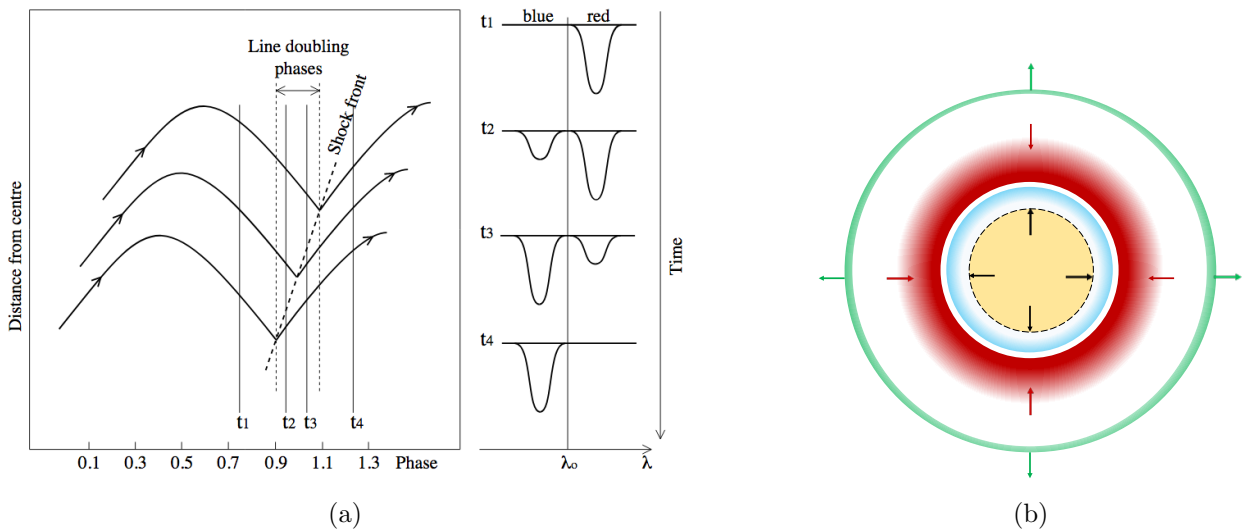 Line doubling
phases
Shock front
Distance from centre
t1
t2
t3
t4
0.1
0.3
0.5
0.7
0.9
1.1
1.3
Phase
blue
red
t1
t2
t3
t4
Time
λo
λ
(a)
(b)